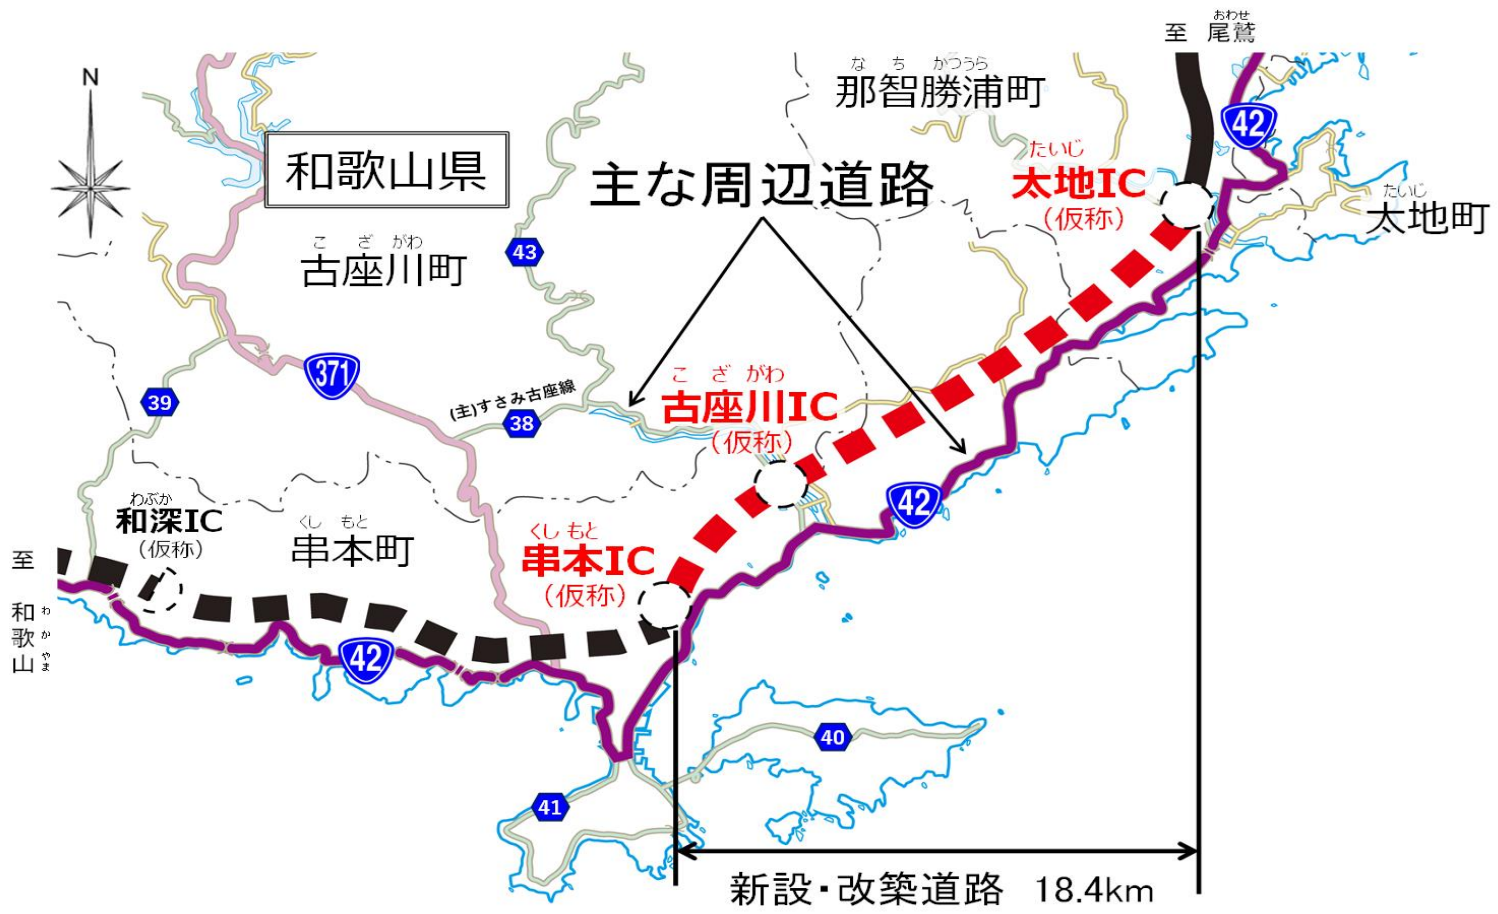 おわせ
至 尾鷲
N
な ち かつうら
那智勝浦町
42
和歌山県
たいじ
太地IC
(仮称)
主な周辺道路
たいじ
太地町
こ ざ がわ
古座川町
43
371
39
(主)すさみ古座線
38
こ ざ がわ
古座川IC
(仮称)
42
わぶか
和深IC
(仮称)
くし もと
串本町
くし もと
串本IC
(仮称)
至 和歌山
わ か やま
42
40
41
新設・改築道路 18.4km